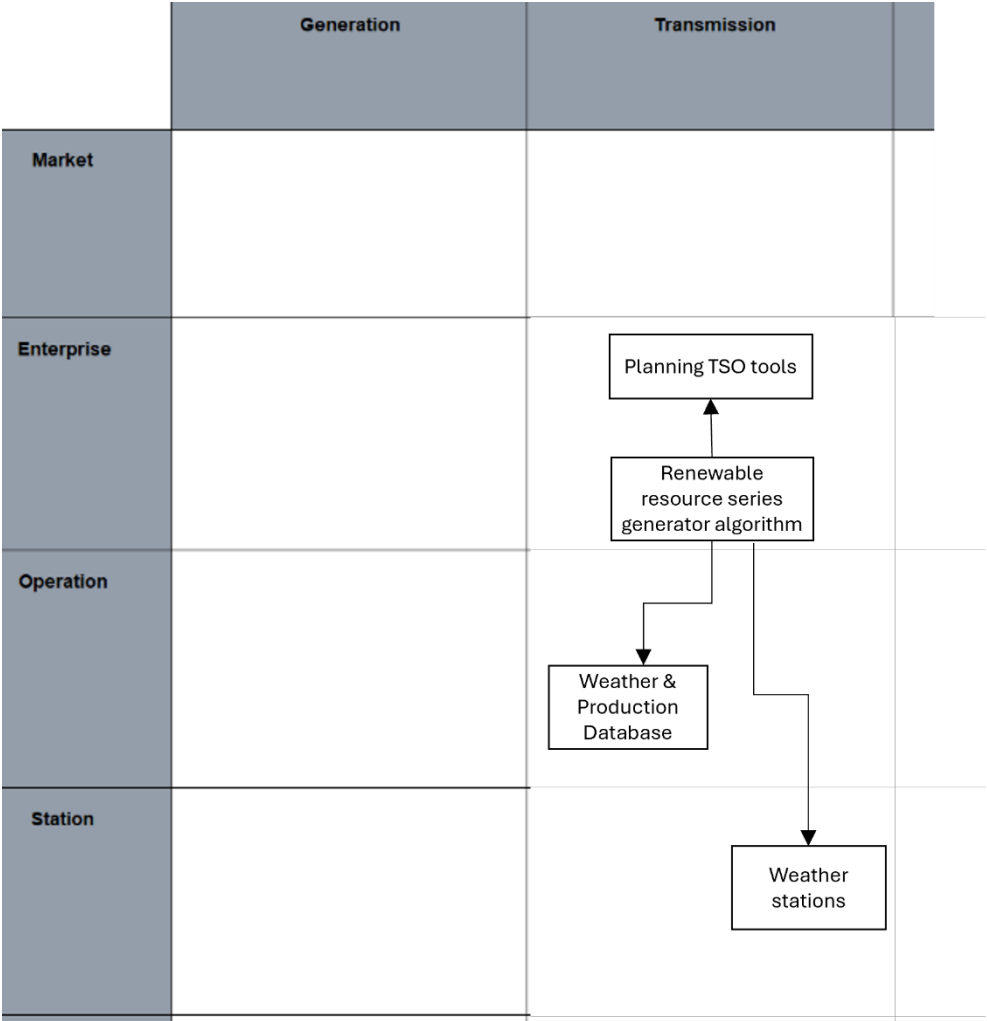 Generation
Transmission
Market
Enterprise
Planning TSO tools
Renewable
resource series
generator algorithm
Operation
Weather &
Production
Database
Station
Weather
stations